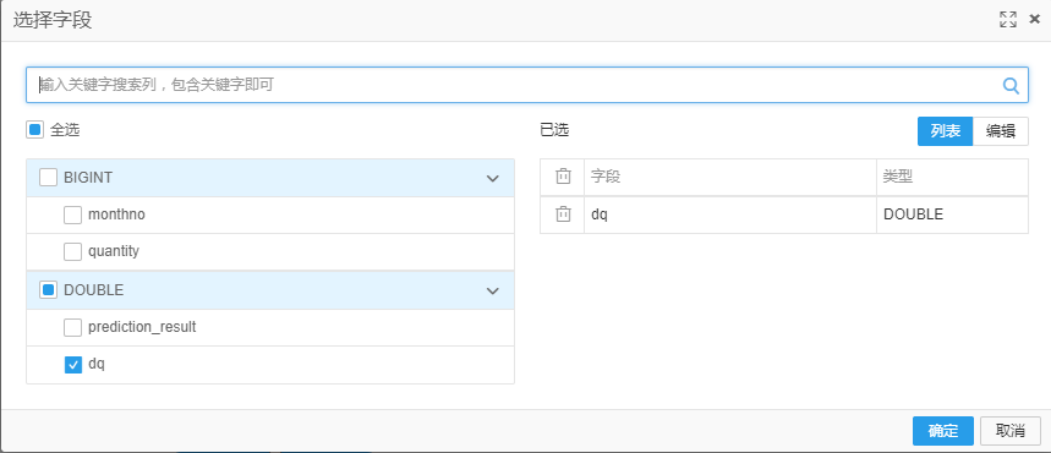 选择字段
输入关键字搜索列，包含关键字即可
全选
已选
列表
编辑
BIGINT
字段
类型
monthno
dq
DOUBLE
quantity
DOUBLE
prediction_result
dq
确定
取消